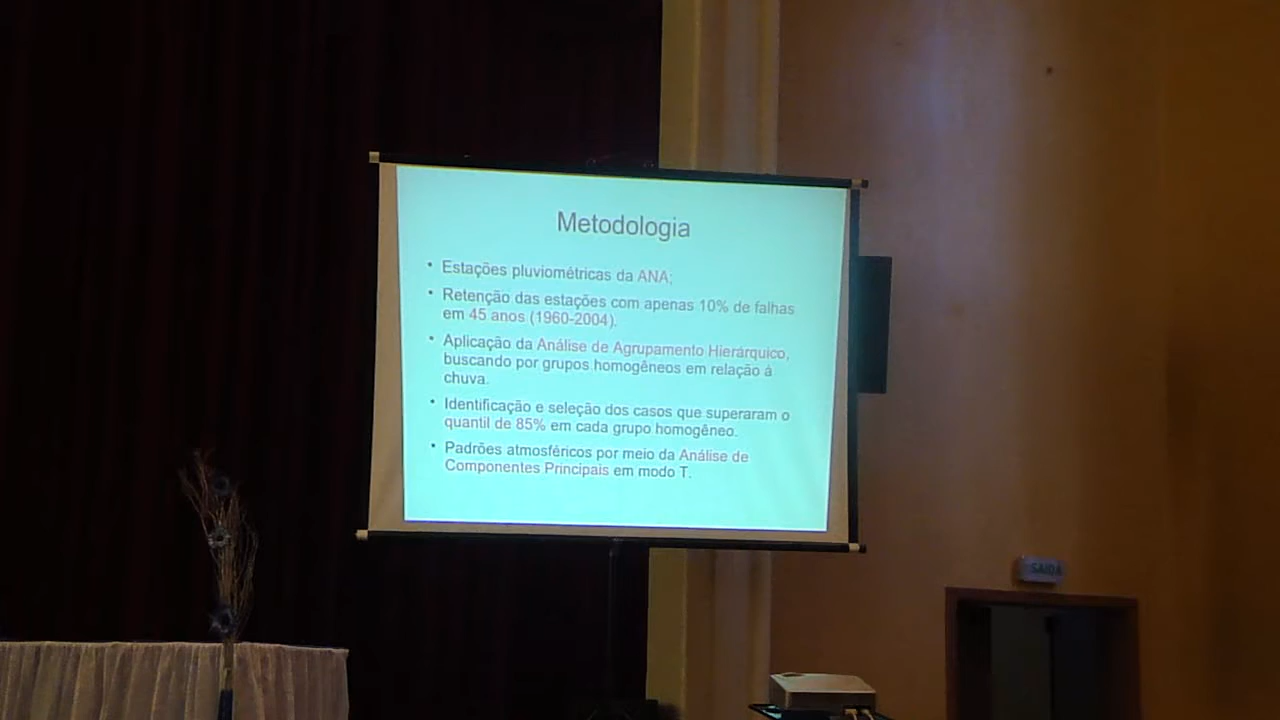 Metodologia
• Estações pluviométricas da ANA;
• Retenção das estações com apenas 10% de falhas
em 45 anos (1960-2004).
• Aplicação da Análise de Agrupamento Hierárquico,
buscando por grupos homogêneos em relação á
chuva.
• Identificação e seleção dos casos que superaram o
quantil de 85% em cada grupo homogêneo.
• Padrões atmosféricos por meio da Análise de
Componentes Principais em modo T.
SAÍDA